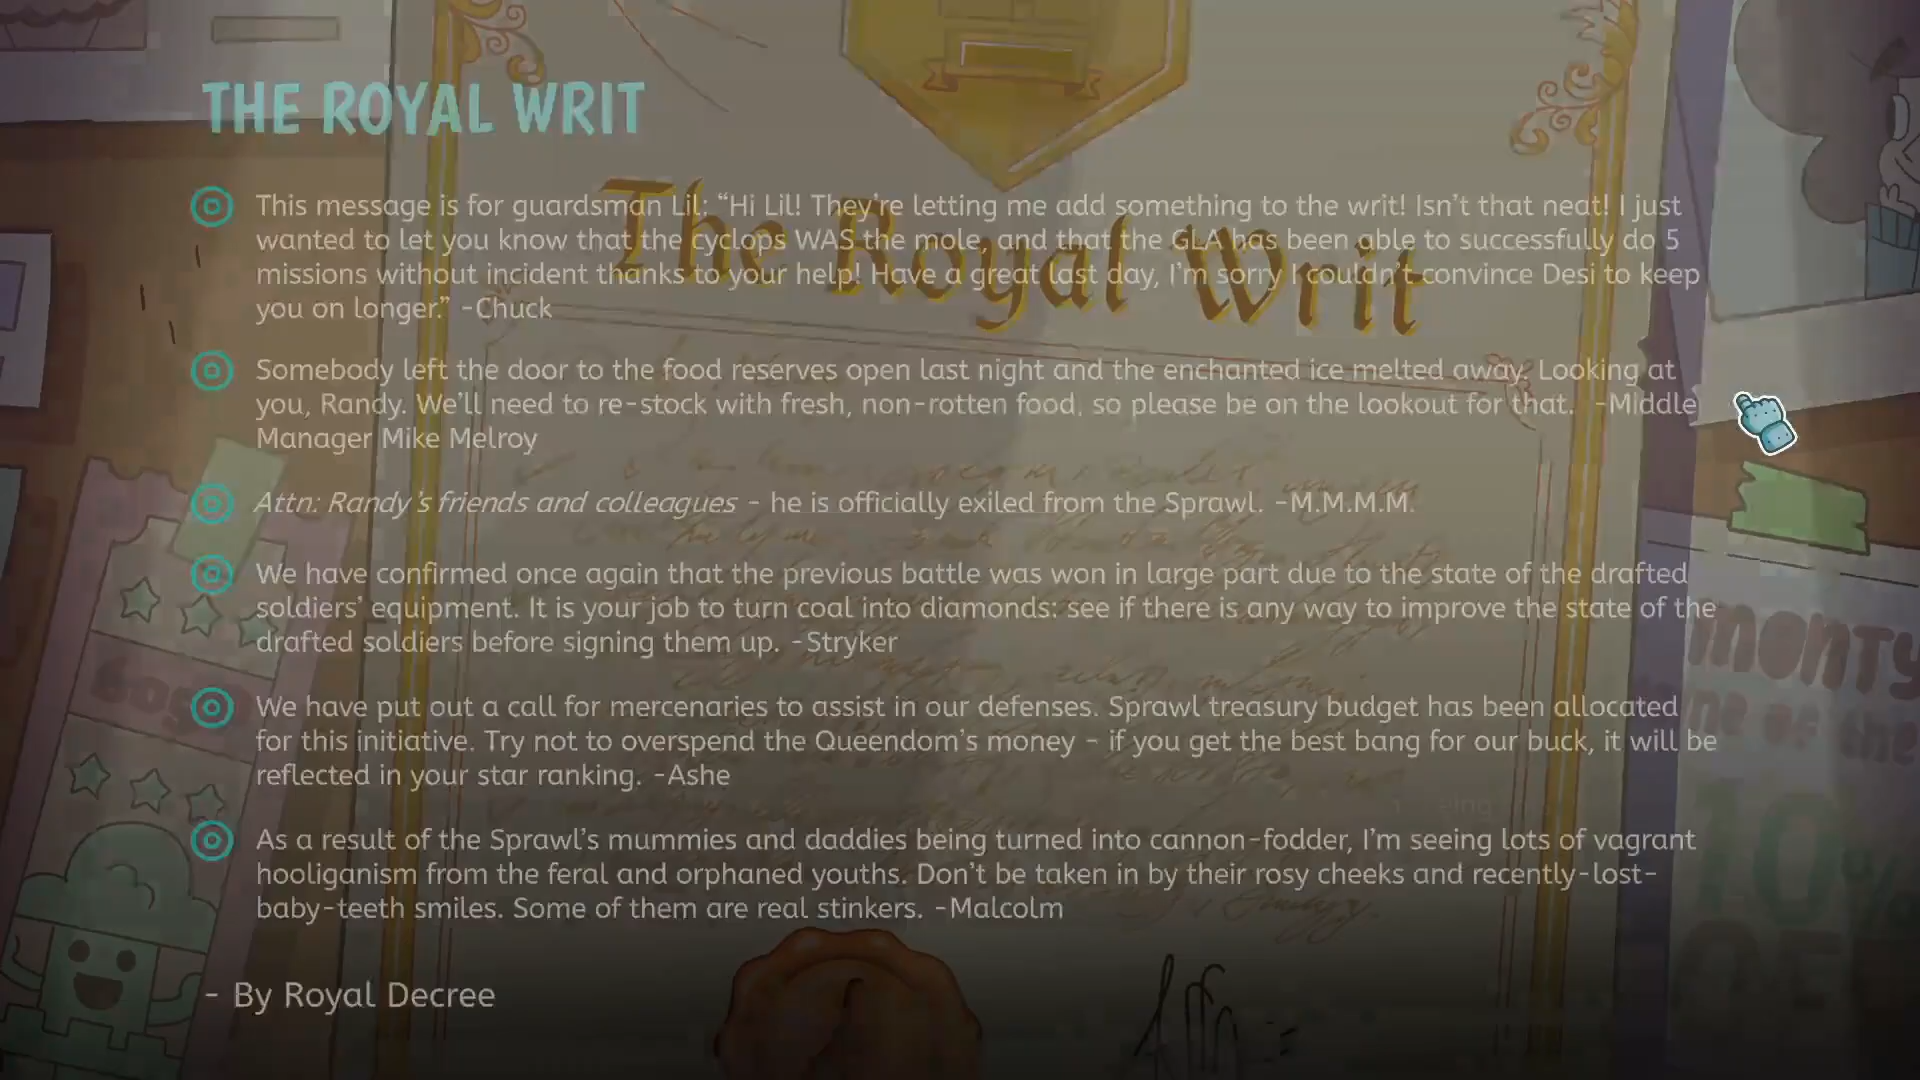 THE ROYAL WRIT
The Royal Writ
This message is for guardsman Lil: “Hi Lil! They’re letting me add something to the writ! Isn’t that neat! I just
wanted to let you know that the cyclops WAS the mole, and that the GLA has been able to successfully do 5
missions without incident thanks to your help! Have a great last day, I’m sorry I couldn’t convince Desi to keep
you on longer.” -Chuck
Somebody left the door to the food reserves open last night and the enchanted ice melted away. Looking at
you, Randy. We’ll need to re-stock with fresh, non-rotten food, so please be on the lookout for that. -Middle
Manager Mike Melroy
Attn: Randy’s friends and colleagues - he is officially exiled from the Sprawl. -M.M.M.M.
We have confirmed once again that the previous battle was won in large part due to the state of the drafted
soldiers’ equipment. It is your job to turn coal into diamonds: see if there is any way to improve the state of the
drafted soldiers before signing them up. -Stryker
We have put out a call for mercenaries to assist in our defenses. Sprawl treasury budget has been allocated
for this initiative. Try not to overspend the Queendom’s money - if you get the best bang for our buck, it will be
reflected in your star ranking. -Ashe
As a result of the Sprawl’s mummies and daddies being turned into cannon-fodder, I’m seeing lots of vagrant
hooliganism from the feral and orphaned youths. Don’t be taken in by their rosy cheeks and recently-lost-
baby-teeth smiles. Some of them are real stinkers. -Malcolm
- By Royal Decree
MONTY
of the
10%